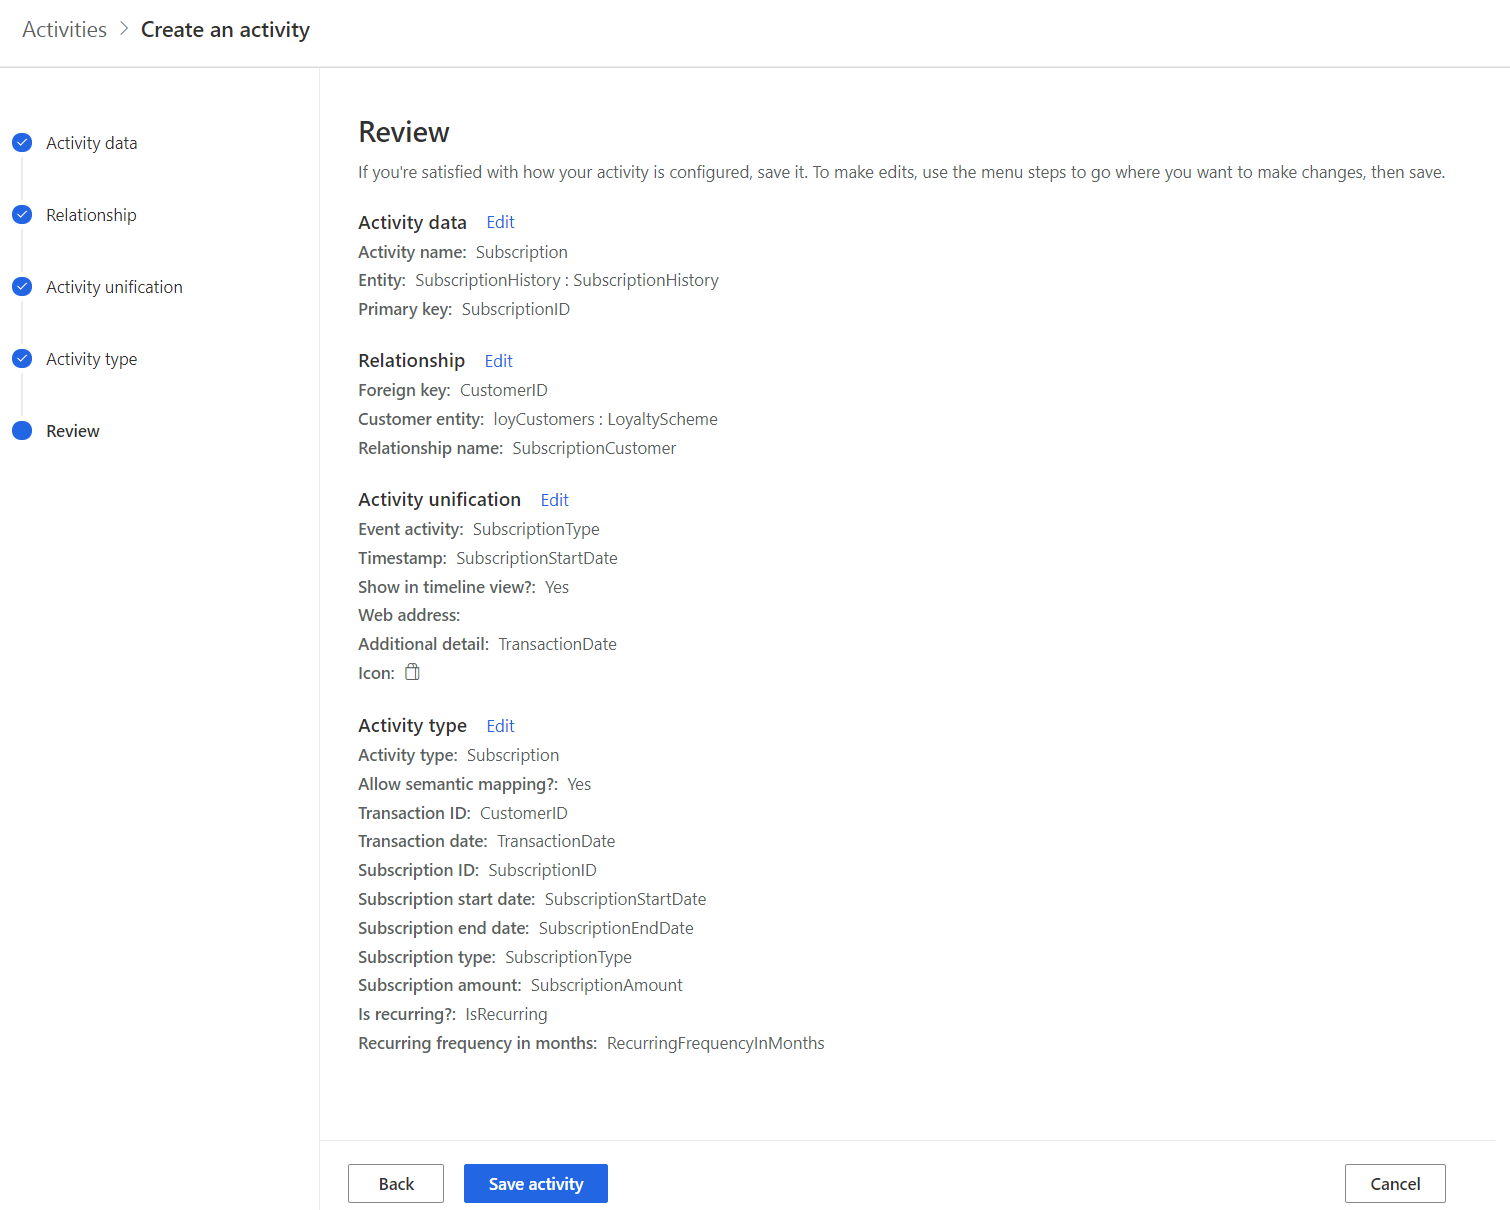 Activities > Create an activity
Activity data
Relationship
Activity unification
Activity type
Review
Review
If you're satisfied with how your activity is configured, save it. To make edits, use the menu steps to go where you want to make changes, then save.
Activity data Edit
Activity name: Subscription
Entity: SubscriptionHistory : SubscriptionHistory
Primary key: SubscriptionID
Relationship Edit
Foreign key: CustomerID
Customer entity: loyCustomers : LoyaltyScheme
Relationship name: SubscriptionCustomer
Activity unification Edit
Event activity: SubscriptionType
Timestamp: SubscriptionStartDate
Show in timeline view?: Yes
Web address:
Additional detail: TransactionDate
Icon:
Activity type Edit
Activity type: Subscription
Allow semantic mapping?: Yes
Transaction ID: CustomerID
Transaction date: TransactionDate
Subscription ID: SubscriptionID
Subscription start date: SubscriptionStartDate
Subscription end date: SubscriptionEndDate
Subscription type: SubscriptionType
Subscription amount: SubscriptionAmount
Is recurring?: IsRecurring
Recurring frequency in months: RecurringFrequencyInMonths
Back Save activity Cancel